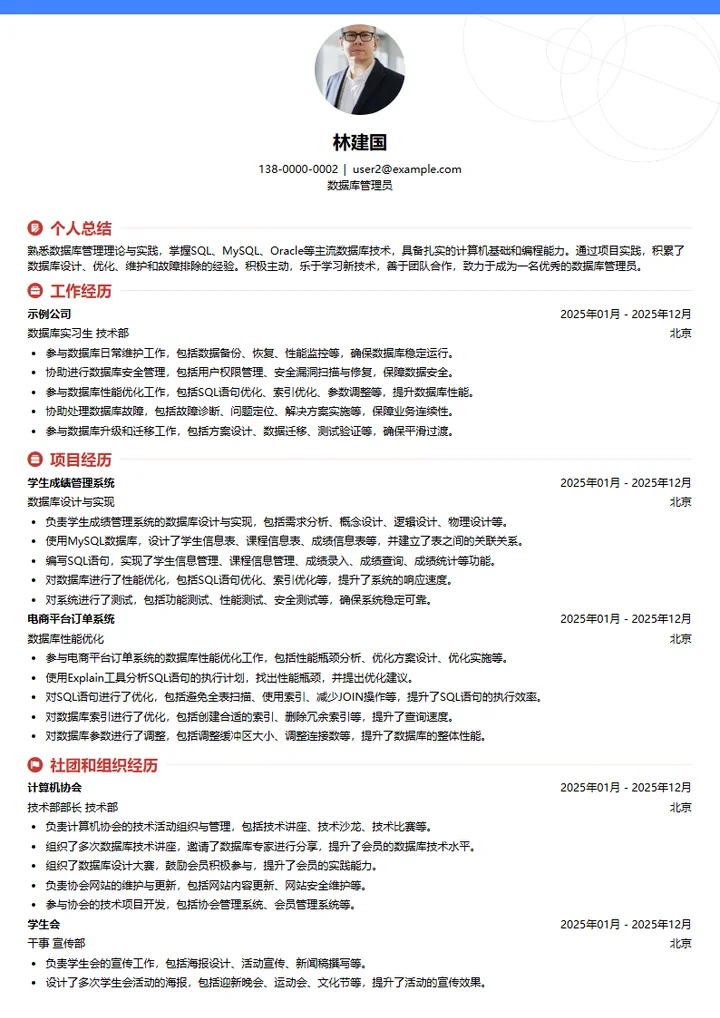 林建国
138-0000-0002 | user2@example.com
数据库管理员
个人总结
熟悉数据库管理理论与实践，掌握SQL、MySQL、Oracle等主流数据库技术，具备扎实的计算机基础和编程能力。通过项目实践，积累了
数据库设计、优化、维护和故障排除的经验。积极主动，乐于学习新技术，善于团队合作，致力于成为一名优秀的数据库管理员。
工作经历
示例公司 2025年01月 - 2025年12月
数据库实习生 技术部 北京
• 参与数据库日常维护工作，包括数据备份、恢复、性能监控等，确保数据库稳定运行。
• 协助进行数据库安全管理，包括用户权限管理、安全漏洞扫描与修复，保障数据安全。
• 参与数据库性能优化工作，包括SQL语句优化、索引优化、参数调整等，提升数据库性能。
• 协助处理数据库故障，包括故障诊断、问题定位、解决方案实施等，保障业务连续性。
• 参与数据库升级和迁移工作，包括方案设计、数据迁移、测试验证等，确保平滑过渡。
项目经历
学生成绩管理系统 2025年01月 - 2025年12月
数据库设计与实现 北京
• 负责学生成绩管理系统的数据库设计与实现，包括需求分析、概念设计、逻辑设计、物理设计等。
• 使用MySQL数据库，设计了学生信息表、课程信息表、成绩信息表等，并建立了表之间的关联关系。
• 编写SQL语句，实现了学生信息管理、课程信息管理、成绩录入、成绩查询、成绩统计等功能。
• 对数据库进行了性能优化，包括SQL语句优化、索引优化等，提升了系统的响应速度。
• 对系统进行了测试，包括功能测试、性能测试、安全测试等，确保系统稳定可靠。
电商平台订单系统 2025年01月 - 2025年12月
数据库性能优化 北京
• 参与电商平台订单系统的数据库性能优化工作，包括性能瓶颈分析、优化方案设计、优化实施等。
• 使用Explain工具分析SQL语句的执行计划，找出性能瓶颈，并提出优化建议。
• 对SQL语句进行了优化，包括避免全表扫描、使用索引、减少JOIN操作等，提升了SQL语句的执行效率。
• 对数据库索引进行了优化，包括创建合适的索引、删除冗余索引等，提升了查询速度。
• 对数据库参数进行了调整，包括调整缓冲区大小、调整连接数等，提升了数据库的整体性能。
社团和组织经历
计算机协会 2025年01月 - 2025年12月
技术部部长 技术部 北京
• 负责计算机协会的技术活动组织与管理，包括技术讲座、技术沙龙、技术比赛等。
• 组织了多次数据库技术讲座，邀请了数据库专家进行分享，提升了会员的数据库技术水平。
• 组织了数据库设计大赛，鼓励会员积极参与，提升了会员的实践能力。
• 负责协会网站的维护与更新，包括网站内容更新、网站安全维护等。
• 参与协会的技术项目开发，包括协会管理系统、会员管理系统等。
学生会 2025年01月 - 2025年12月
干事 宣传部 北京
• 负责学生会的宣传工作，包括海报设计、活动宣传、新闻稿撰写等。
• 设计了多次学生会活动的海报，包括迎新晚会、运动会、文化节等，提升了活动的宣传效果。